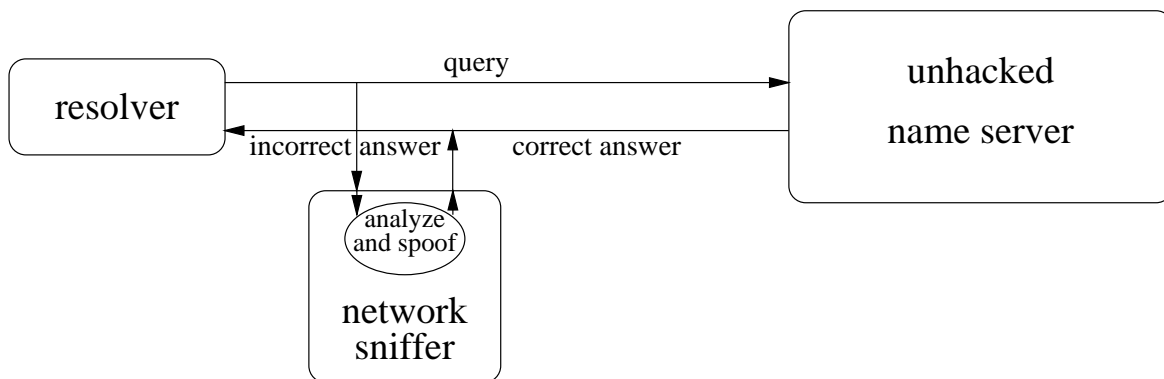 query
resolver
unhacked
name server
incorrect answer
correct answer
analyze
and spoof
network
sniffer